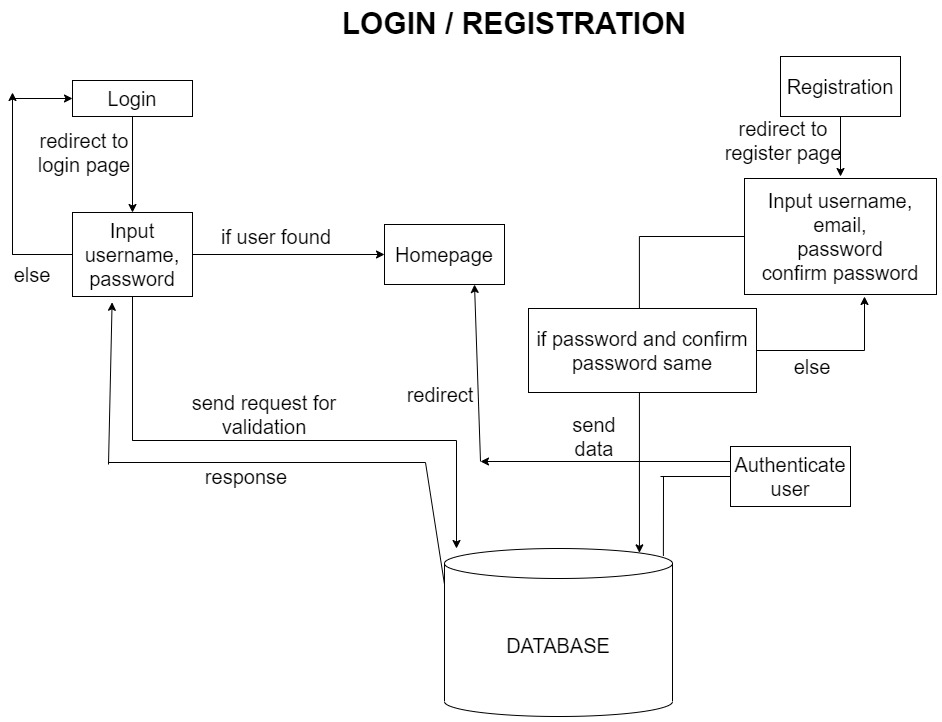 LOGIN / REGISTRATION
Login
redirect to
login page
Input
username,
password
else
if user found
Homepage
send request for
validation
response
redirect
Registration
redirect to
register page
Input username,
email,
password
confirm password
if password and confirm
password same
else
send
data
Authenticate
user
DATABASE